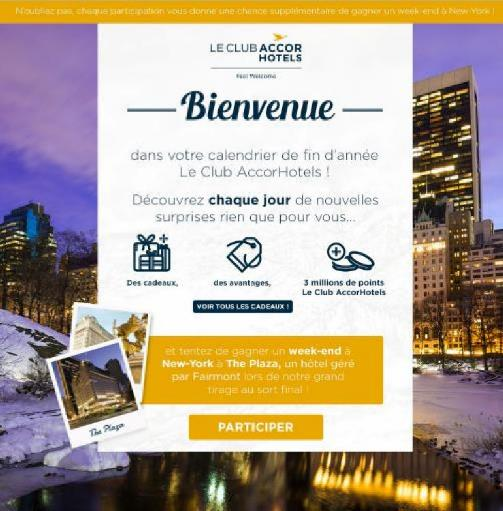 N'oubliez pas, chaque participation vous donne une chance supplémentaire de gagner un week-end à New-York !
LE CLUB ACCOR
HOTELS
Feel Welcome
Bienvenue
dans votre calendrier de fin d'année
Le Club AccorHotels !
Découvrez chaque jour de nouvelles
surprises rien que pour vous...
Des cadeaux,
des avantages,
3 millions de points
Le Club AccorHotels
VOIR TOUS LES CADEAUX !
et tentez de gagner un week-end à
New-York à The Plaza, un hôtel géré
par Fairmont lors de notre grand
tirage au sort final !
The Plaza
PARTICIPER